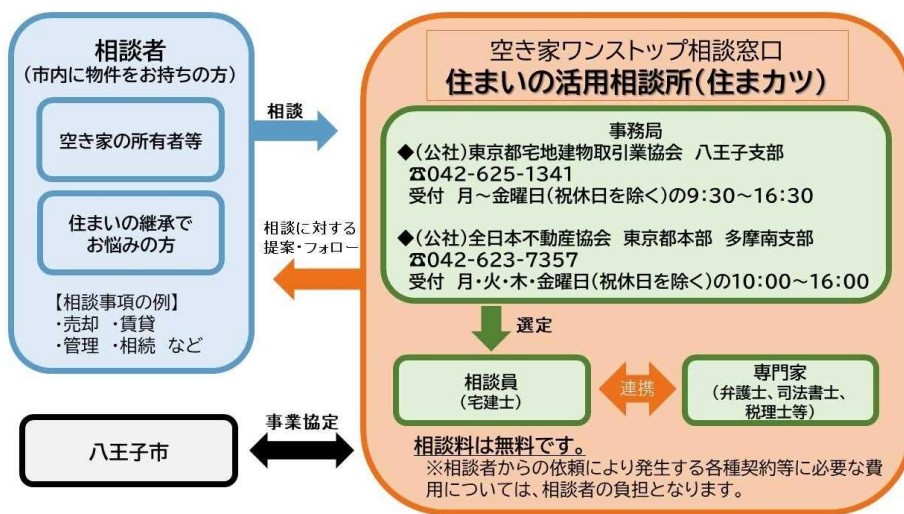 相談者
(市内に物件をお持ちの方)
空き家の所有者等
住まいの継承で
お悩みの方
【相談事項の例】
・売却 ・賃貸
・管理 ・相続 など
相談
相談に対する
提案・フォロー
八王子市
事業協定
空き家ワンストップ相談窓口
住まいの活用相談所(住まカツ)
事務局
◆(公社)東京都宅地建物取引業協会 八王子支部
☎042-625-1341
受付 月~金曜日(祝休日を除く)の9:30~16:30
◆(公社)全日本不動産協会 東京都本部 多摩南支部
☎042-623-7357
受付 月・火・木・金曜日(祝休日を除く)の10:00~16:00
選定
相談員
(宅建士)
連携
専門家
(弁護士、司法書士、
税理士等)
相談料は無料です。
※相談者からの依頼により発生する各種契約等に必要な費
用については、相談者の負担となります。